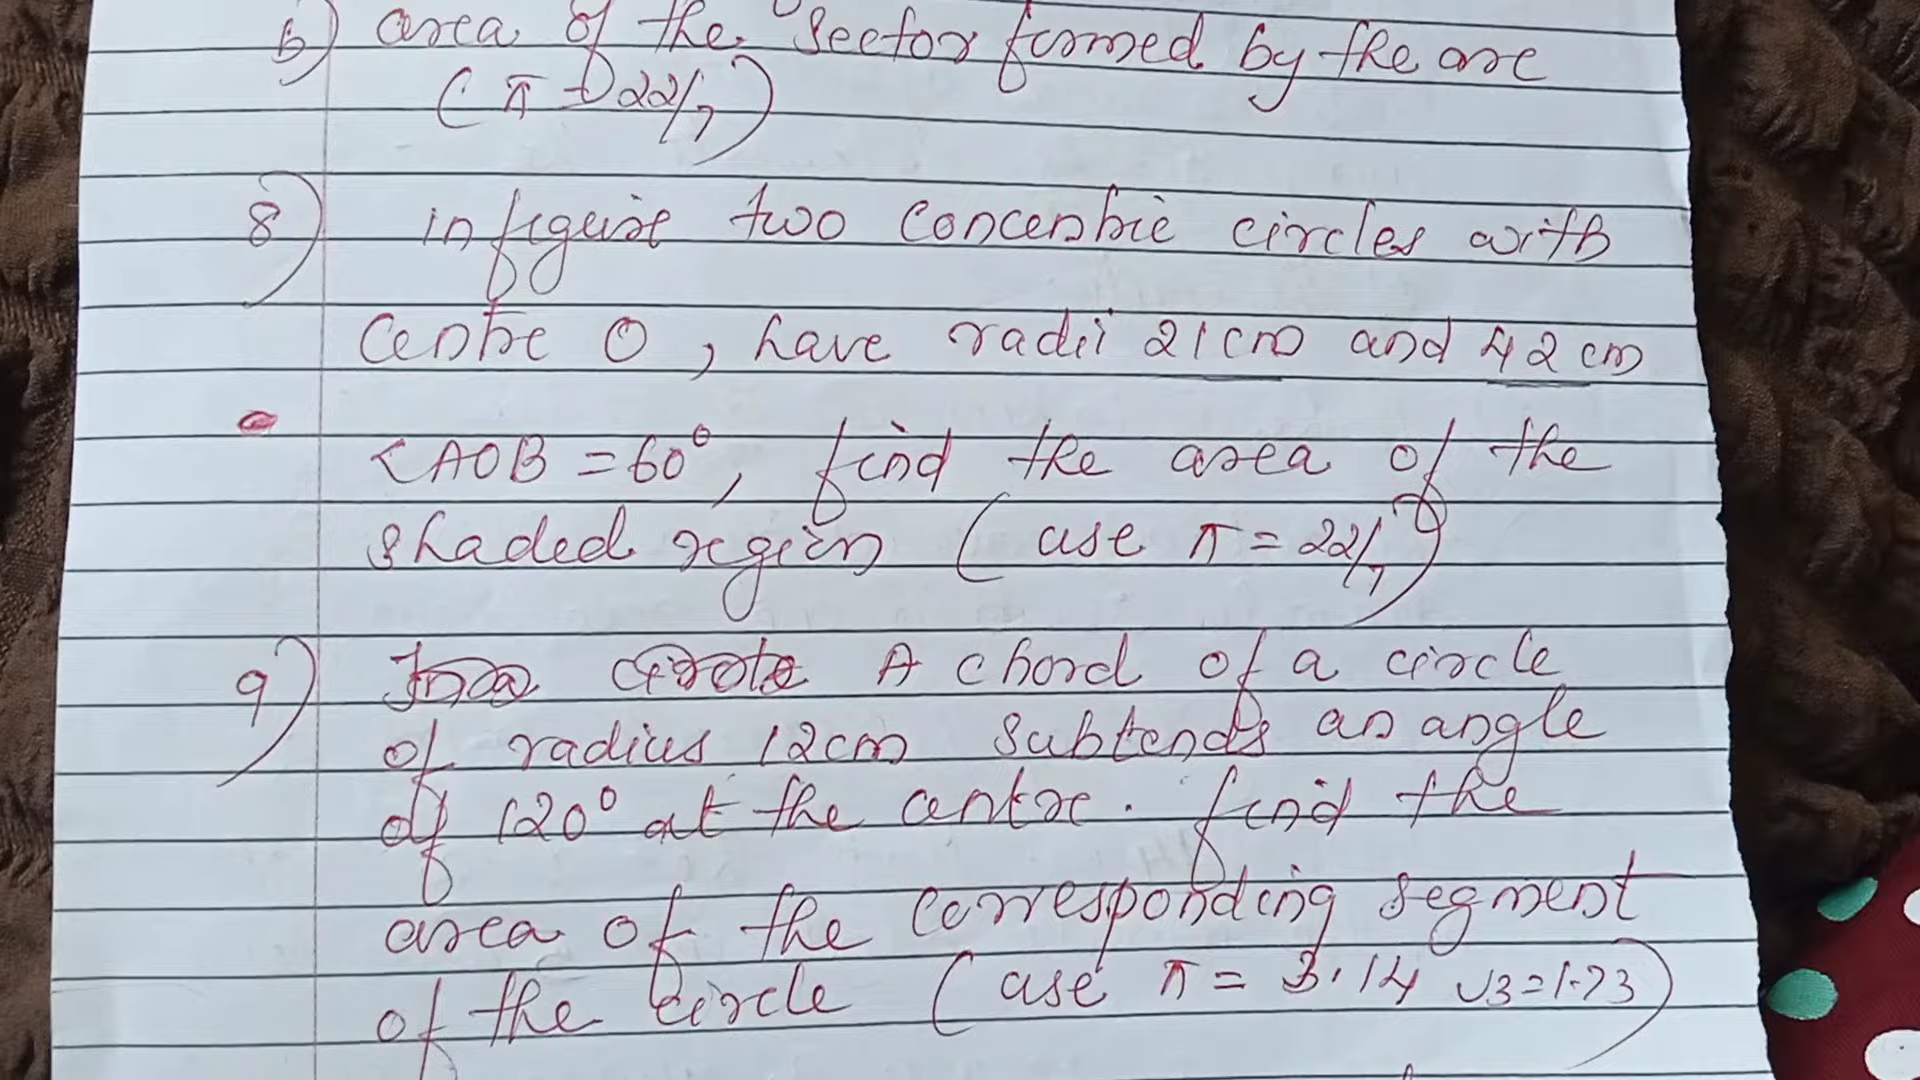 b) area of the sector formed by the arc
( π → 22/7 )
8) in figure two concentric circles with
centre O, have radii 21cm and 42cm
<AOB = 60°, find the area of the
shaded region ( use π = 22/7 )
9) A chord of a circle
of radius 12cm subtends an angle
of 120° at the centre. find the
area of the corresponding segment
of the circle ( use π = 3.14 √3=1.73 )